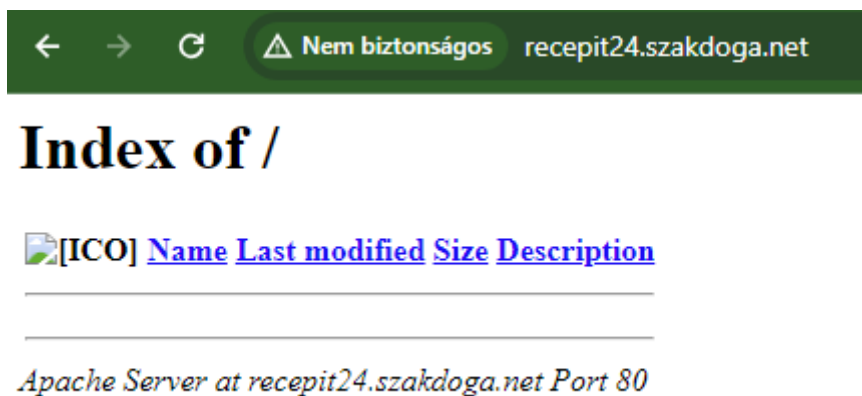 Nem biztonságos recepit24.szakdoga.net
Index of /
[ICO] Name Last modified Size Description
Apache Server at recepit24.szakdoga.net Port 80